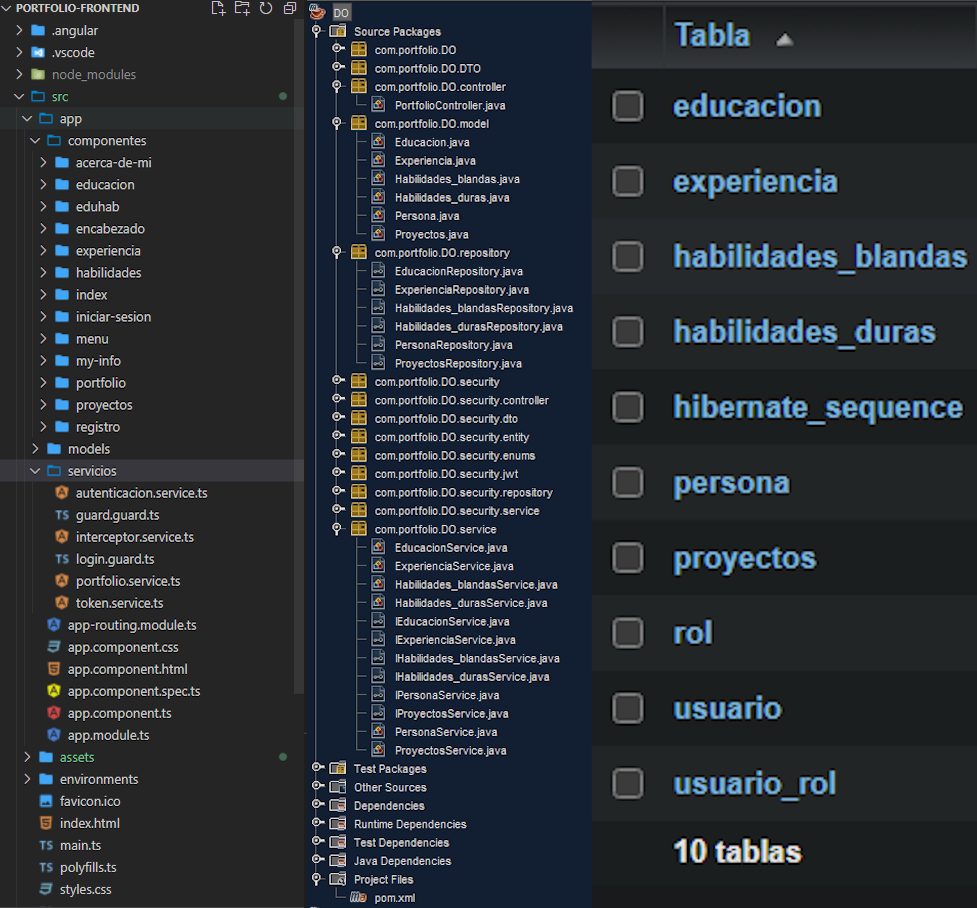 PORTFOLIO-FRONTEND
.angular
.vscode
node_modules
src
app
componentes
acerca-de-mi
educacion
eduhab
encabezado
experiencia
habilidades
index
iniciar-sesion
menu
my-info
portfolio
proyectos
registro
models
servicios
autenticacion.service.ts
TS guard.guard.ts
interceptor.service.ts
TS login.guard.ts
portfolio.service.ts
token.service.ts
app-routing.module.ts
app.component.css
app.component.html
app.component.spec.ts
app.component.ts
app.module.ts
assets
environments
favicon.ico
index.html
TS main.ts
TS polyfills.ts
styles.css
DO
Source Packages
com.portfolio.DO
com.portfolio.DO.DTO
com.portfolio.DO.controller
PortfolioController.java
com.portfolio.DO.model
Educacion.java
Experiencia.java
Habilidades_blandas.java
Habilidades_duras.java
Persona.java
Proyectos.java
com.portfolio.DO.repository
EducacionRepository.java
ExperienciaRepository.java
Habilidades_blandasRepository.java
Habilidades_durasRepository.java
PersonaRepository.java
ProyectosRepository.java
com.portfolio.DO.security
com.portfolio.DO.security.controller
com.portfolio.DO.security.dto
com.portfolio.DO.security.entity
com.portfolio.DO.security.enums
com.portfolio.DO.security.jwt
com.portfolio.DO.security.repository
com.portfolio.DO.security.service
com.portfolio.DO.service
EducacionService.java
ExperienciaService.java
Habilidades_blandasService.java
Habilidades_durasService.java
IEducacionService.java
IExperienciaService.java
IHabilidades_blandasService.java
IHabilidades_durasService.java
IPersonaService.java
IProyectosService.java
PersonaService.java
ProyectosService.java
Test Packages
Other Sources
Dependencies
Runtime Dependencies
Test Dependencies
Java Dependencies
Project Files
pom.xml
Tabla
educacion
experiencia
habilidades_blandas
habilidades_duras
hibernate_sequence
persona
proyectos
rol
usuario
usuario_rol
10 tablas